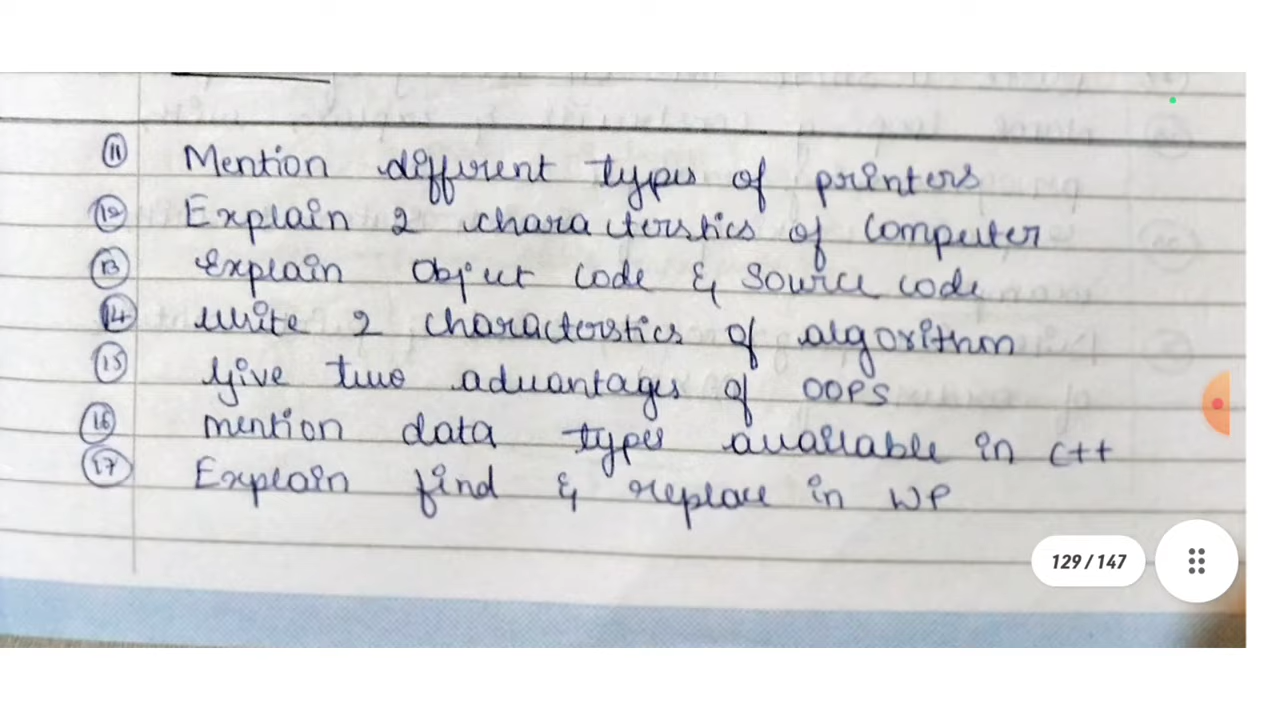 11 Mention different types of printers
12 Explain 2 characterstics of computer
13 Explain Object code & source code
14 write 2 characterstics of algorithm
15 Give two advantages of OOPS
16 mention data types available in C++
17 Explain find & replace in WP
129 / 147